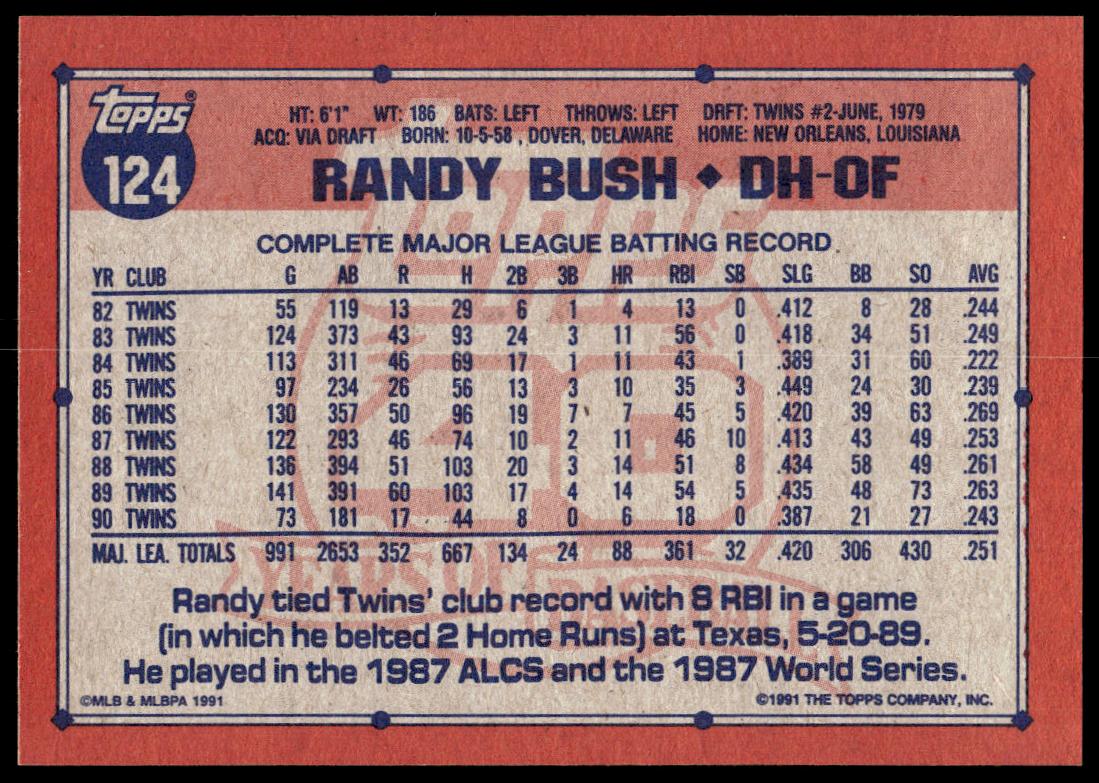 topps®
124
HT: 6'1" WT: 186 BATS: LEFT THROWS: LEFT DRFT: TWINS #2-JUNE, 1979
ACQ: VIA DRAFT BORN: 10-5-58 , DOVER, DELAWARE HOME: NEW ORLEANS, LOUISIANA
RANDY BUSH ◆ DH-OF
COMPLETE MAJOR LEAGUE BATTING RECORD
YR CLUB G AB R H 2B 3B HR RBI SB SLG BB SO AVG
82 TWINS 55 119 13 29 6 1 4 13 0 .412 8 28 .244
83 TWINS 124 373 43 93 24 3 11 56 0 .418 34 51 .249
84 TWINS 113 311 46 69 17 1 11 43 1 .389 31 60 .222
85 TWINS 97 234 26 56 13 3 10 35 3 .449 24 30 .239
86 TWINS 130 357 50 96 19 7 7 45 5 .420 39 63 .269
87 TWINS 122 293 46 74 10 2 11 46 10 .413 43 49 .253
88 TWINS 136 394 51 103 20 3 14 51 8 .434 58 49 .261
89 TWINS 141 391 60 103 17 4 14 54 5 .435 48 73 .263
90 TWINS 73 181 17 44 8 0 6 18 0 .387 21 27 .243
MAJ. LEA. TOTALS 991 2653 352 667 134 24 88 361 32 .420 306 430 .251
Topps
40
YEARS OF BASEBALL
Randy tied Twins' club record with 8 RBI in a game
(in which he belted 2 Home Runs) at Texas, 5-20-89.
He played in the 1987 ALCS and the 1987 World Series.
©MLB & MLBPA 1991 ©1991 THE TOPPS COMPANY, INC.